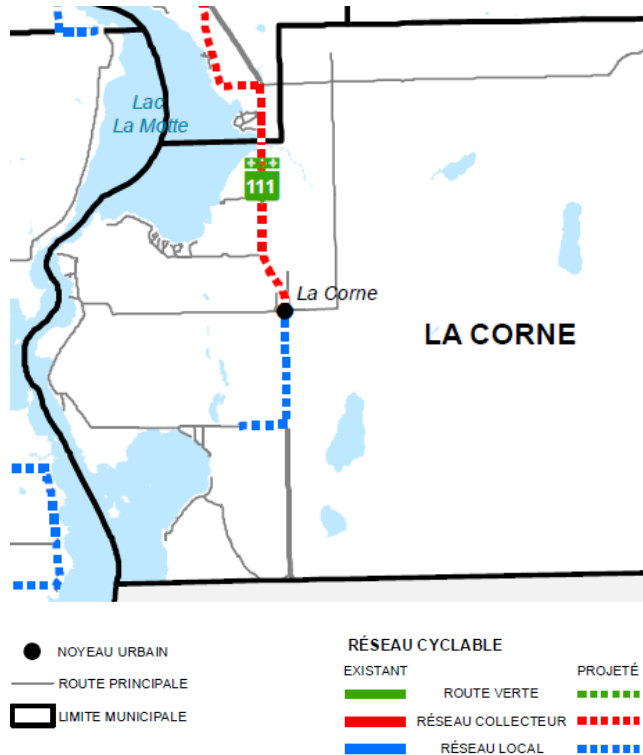 Lac
La Motte
111
La Corne
LA CORNE
NOYEAU URBAIN
ROUTE PRINCIPALE
LIMITE MUNICIPALE
RÉSEAU CYCLABLE
EXISTANT PROJETÉ
ROUTE VERTE
RÉSEAU COLLECTEUR
RÉSEAU LOCAL